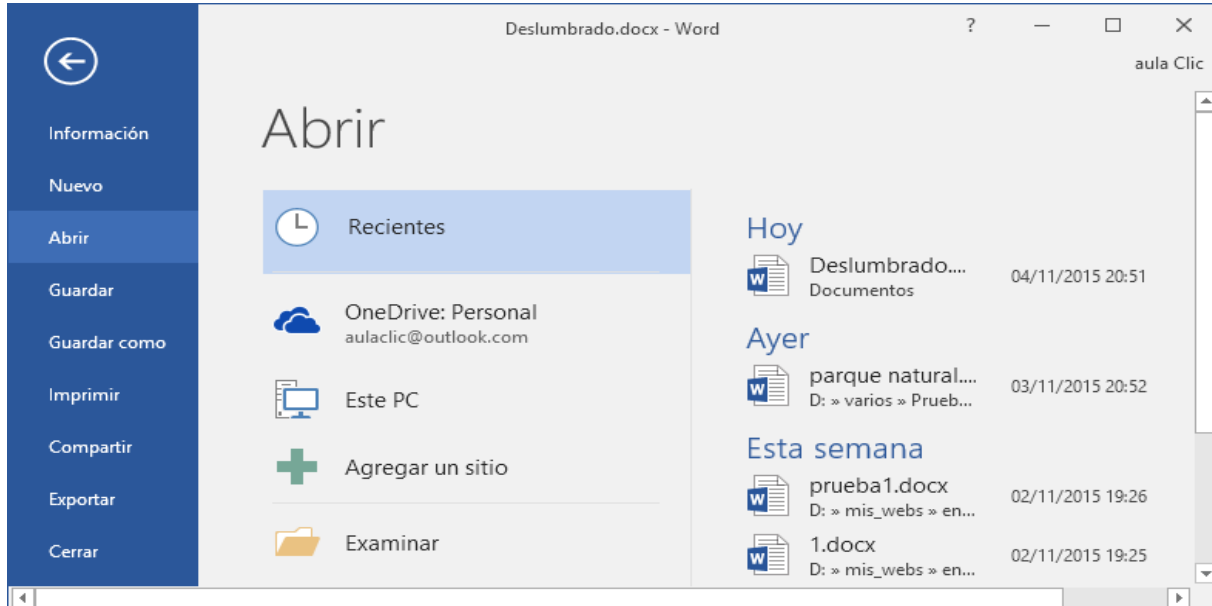 Deslumbrado.docx - Word
?
aula Clic
Información
Nuevo
Abrir
Guardar
Guardar como
Imprimir
Compartir
Exportar
Cerrar
Abrir
Recientes
OneDrive: Personal
aulaclic@outlook.com
Este PC
Agregar un sitio
Examinar
Hoy
Deslumbrado.... 04/11/2015 20:51
Documentos
Ayer
parque natural.... 03/11/2015 20:52
D: » varios » Prueb...
Esta semana
prueba1.docx 02/11/2015 19:26
D: » mis_webs » en...
1.docx 02/11/2015 19:25
D: » mis_webs » en...